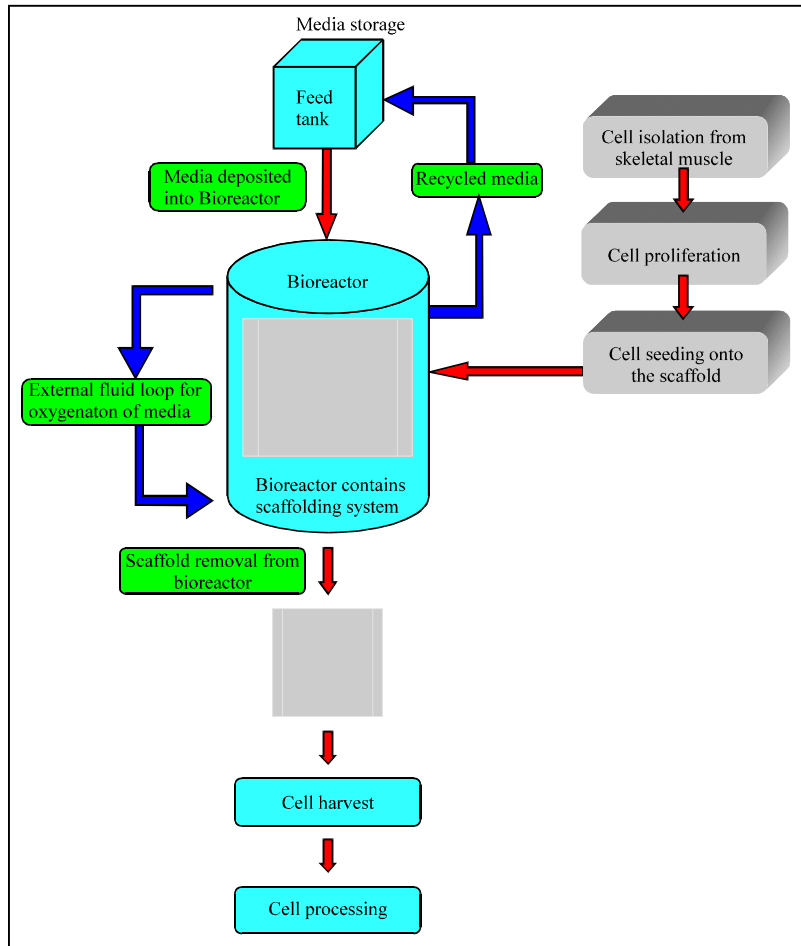 Media storage
Feed
tank
Media deposited
into Bioreactor
Recycled media
Cell isolation from
skeletal muscle
Cell proliferation
Cell seeding onto
the scaffold
Bioreactor
External fluid loop for
oxygenaton of media
Bioreactor contains
scaffolding system
Scaffold removal from
bioreactor
Cell harvest
Cell processing